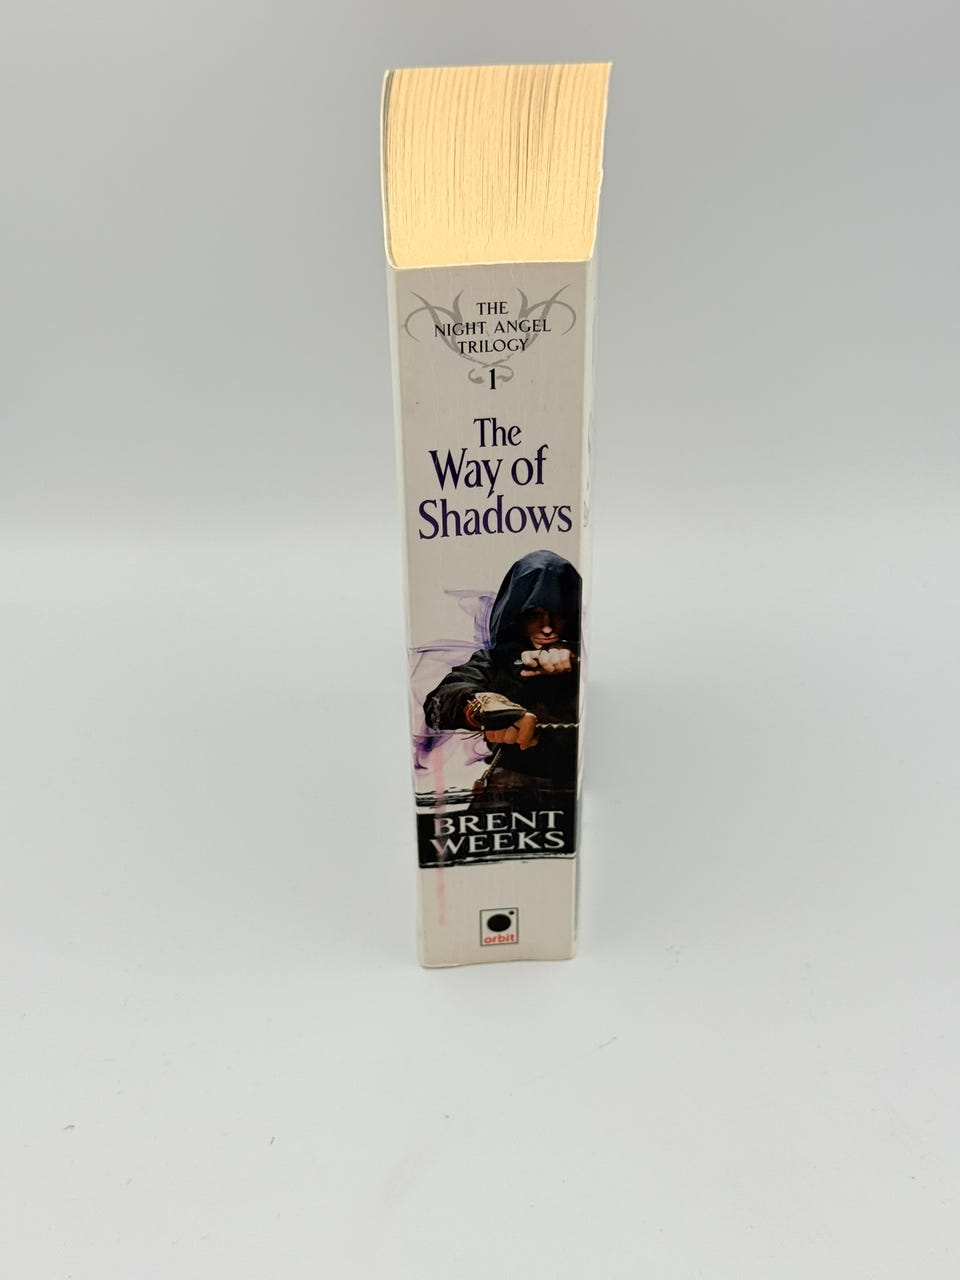 THE
NIGHT ANGEL
TRILOGY
1
The
Way of
Shadows
BRENT
WEEKS
orbit